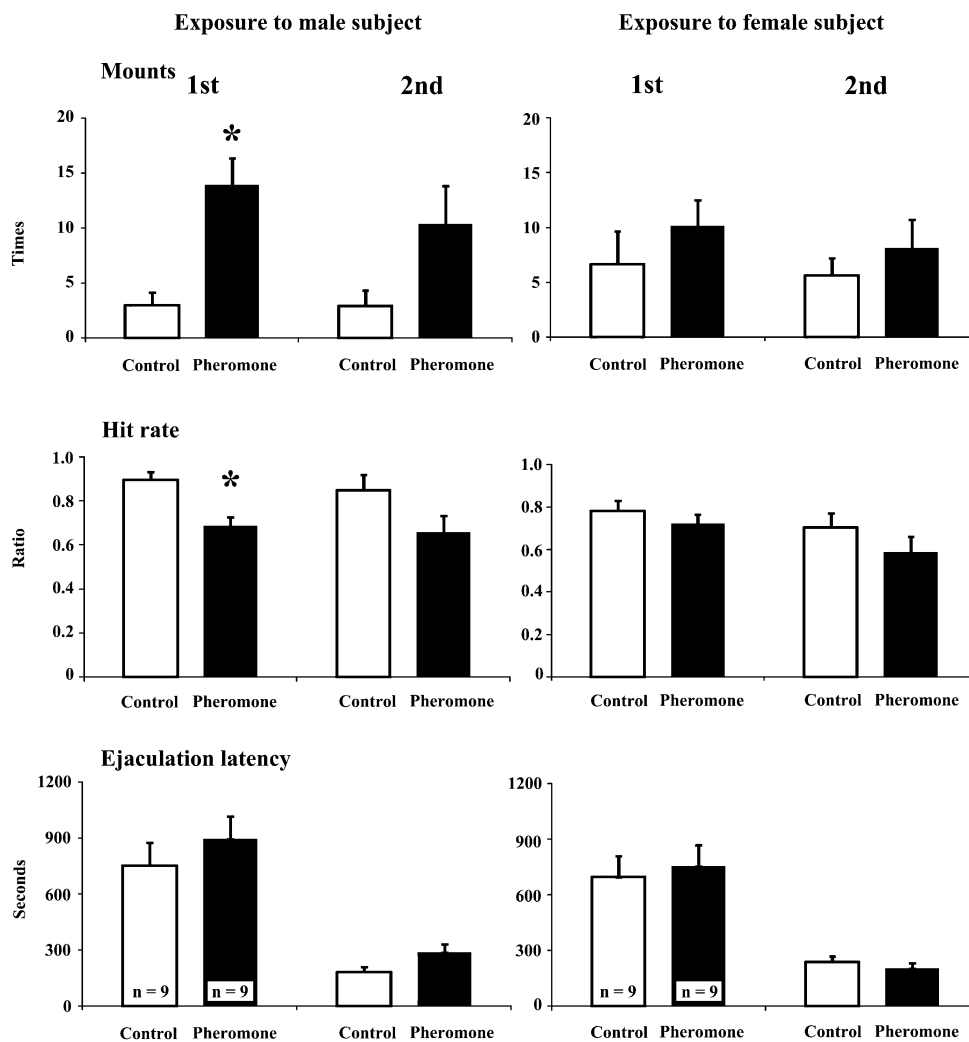 Exposure to male subject
Exposure to female subject
Mounts
1st
2nd
1st
2nd
20
15
10
5
0
Times
Control Pheromone Control Pheromone
*
20
15
10
5
0
Control Pheromone Control Pheromone
Hit rate
1.0
0.8
0.6
0.4
0.2
0
Ratio
*
Control Pheromone Control Pheromone
1.0
0.8
0.6
0.4
0.2
0
Control Pheromone Control Pheromone
Ejaculation latency
1200
900
600
300
0
Seconds
n = 9
n = 9
Control Pheromone Control Pheromone
1200
900
600
300
0
n = 9
n = 9
Control Pheromone Control Pheromone